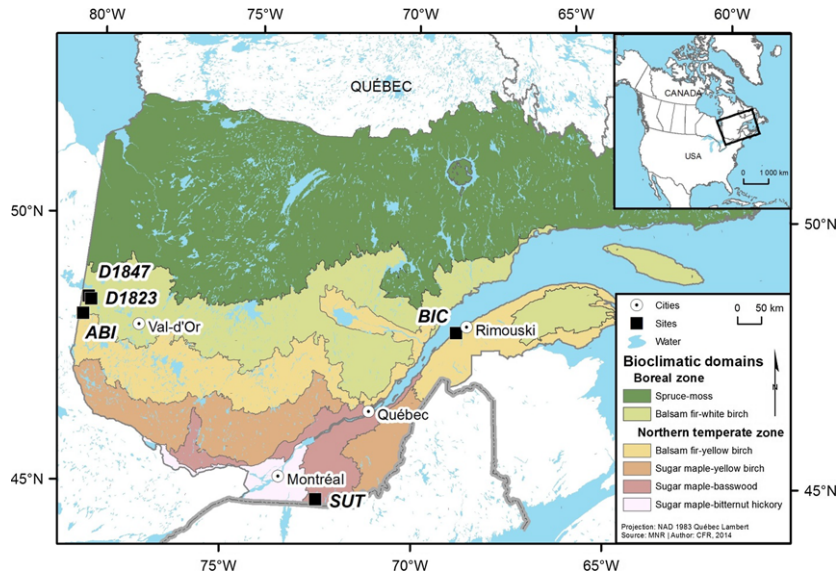 80°W
75°W
70°W
65°W
60°W
QUÉBEC
CANADA
USA
0 1 000 km
50°N
50°N
D1847
D1823
ABI
Val-d'Or
BIC
Rimouski
Québec
Montréal
SUT
45°N
45°N
Cities
Sites
Water
0 50 km
N
Bioclimatic domains
Boreal zone
Spruce-moss
Balsam fir-white birch
Northern temperate zone
Balsam fir-yellow birch
Sugar maple-yellow birch
Sugar maple-basswood
Sugar maple-bitternut hickory
Projection: NAD 1983 Québec Lambert
Source: MNR | Author: CFR, 2014
75°W
70°W
65°W